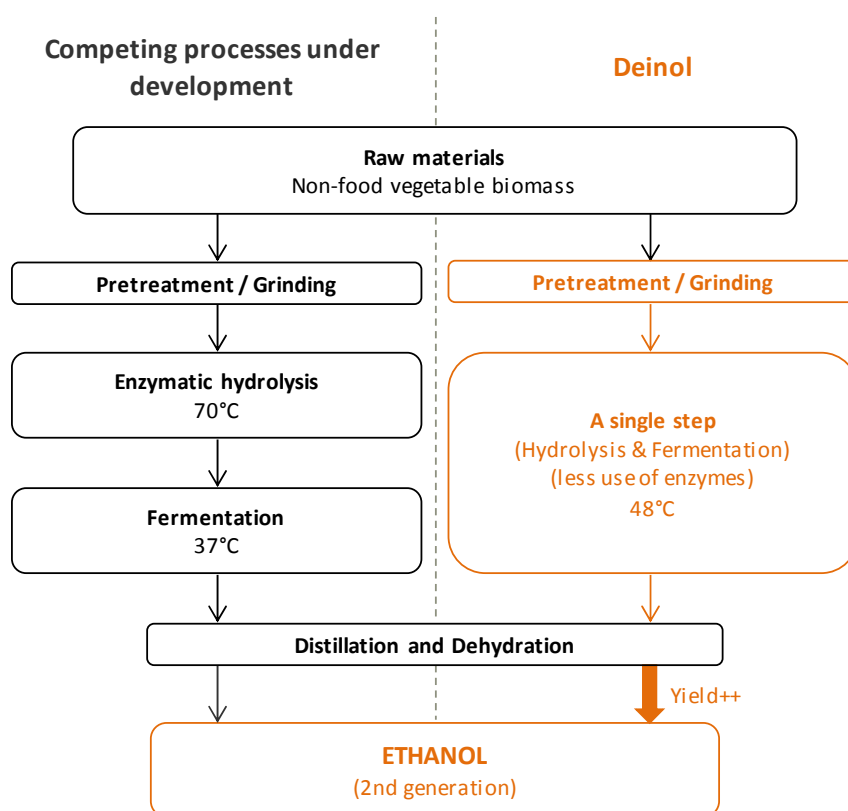 Competing processes under
development
Deinol
Raw materials
Non-food vegetable biomass
Pretreatment / Grinding
Pretreatment / Grinding
Enzymatic hydrolysis
70°C
A single step
(Hydrolysis & Fermentation)
(less use of enzymes)
48°C
Fermentation
37°C
Distillation and Dehydration
Yield++
ETHANOL
(2nd generation)